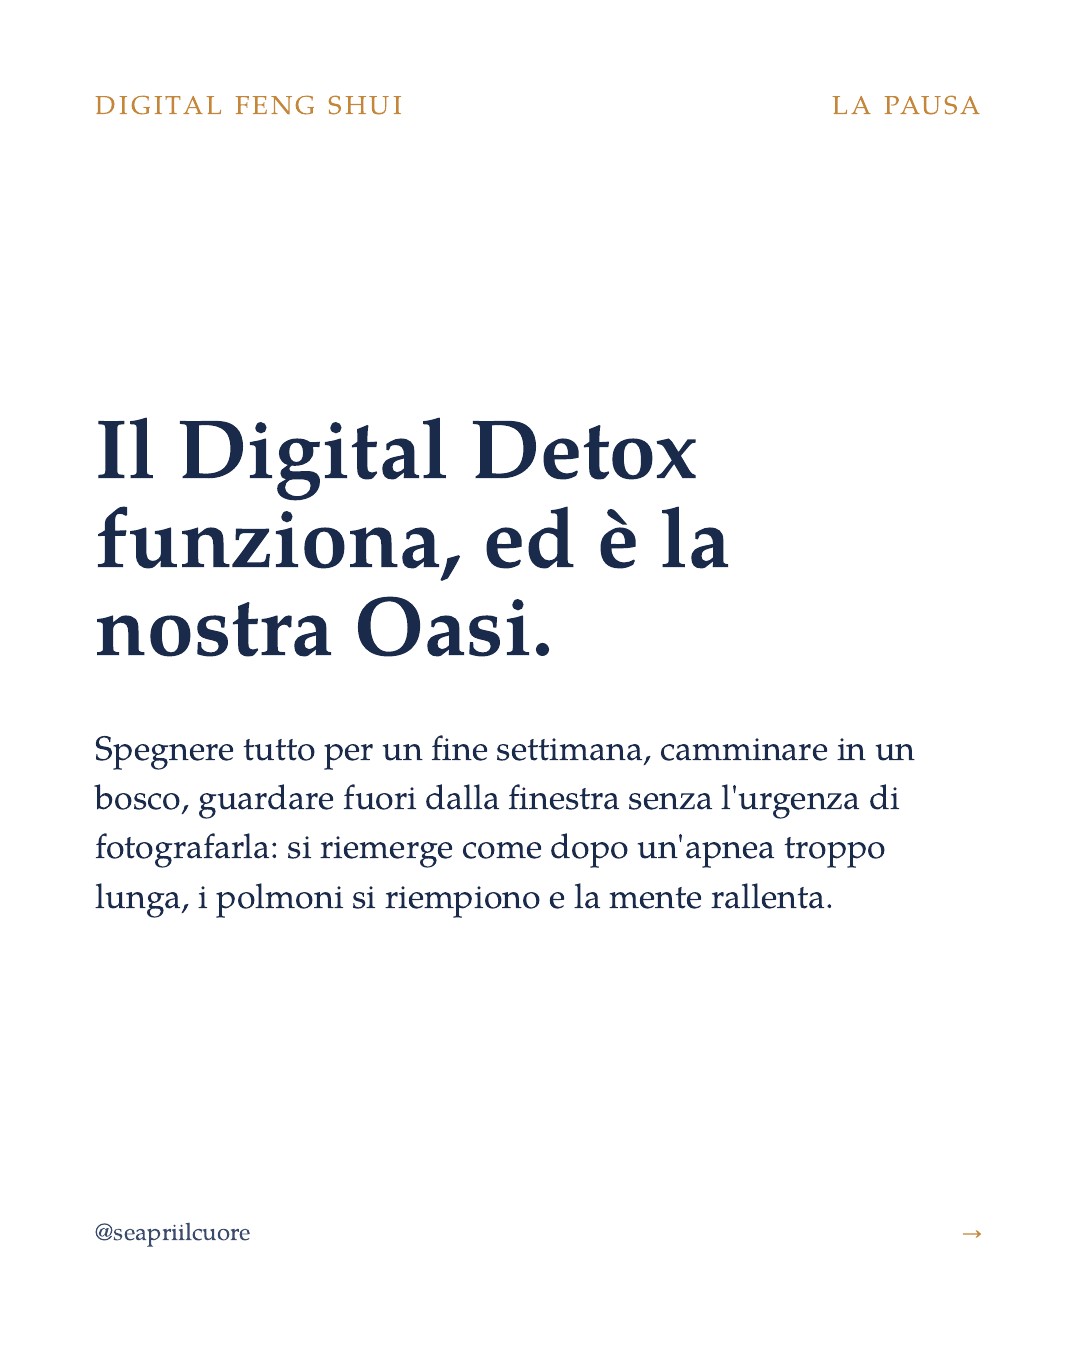 DIGITAL FENG SHUI
LA PAUSA
Il Digital Detox
funziona, ed è la
nostra Oasi.
Spegnere tutto per un fine settimana, camminare in un
bosco, guardare fuori dalla finestra senza l'urgenza di
fotografarla: si riemerge come dopo un'apnea troppo
lunga, i polmoni si riempiono e la mente rallenta.
@seapriilcuore
→